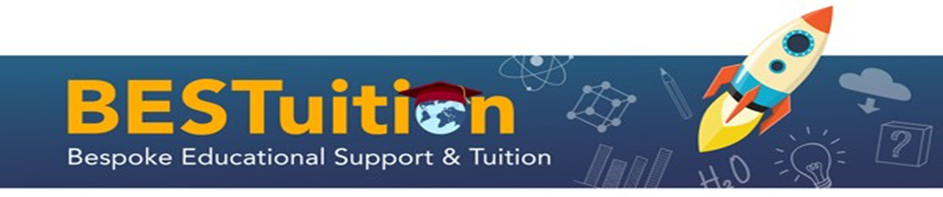 BESTuition
Bespoke Educational Support & Tuition
H₂O
?